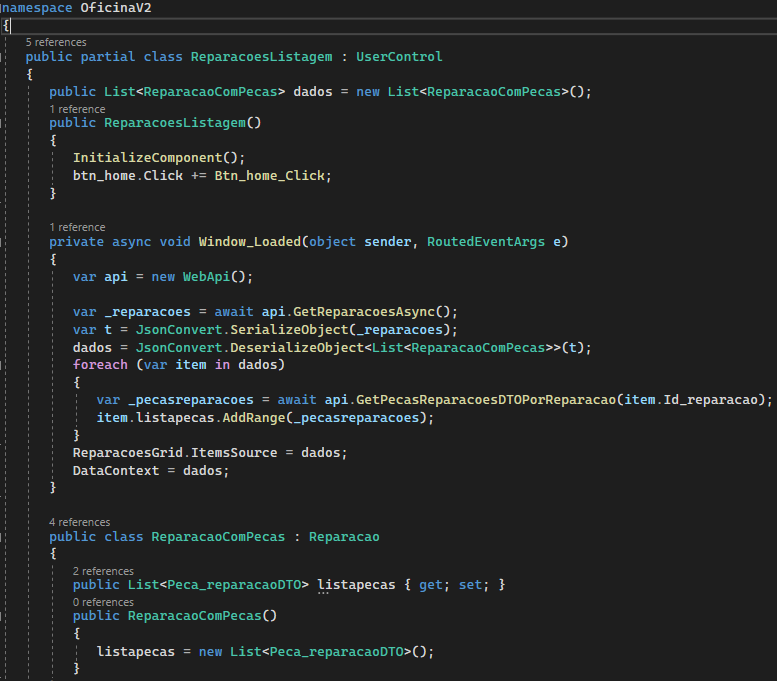 namespace OficinaV2
{
5 references
public partial class ReparacoesListagem : UserControl
{
public List<ReparacaoComPecas> dados = new List<ReparacaoComPecas>();
1 reference
public ReparacoesListagem()
{
InitializeComponent();
btn_home.Click += Btn_home_Click;
}
1 reference
private async void Window_Loaded(object sender, RoutedEventArgs e)
{
var api = new WebApi();
var _reparacoes = await api.GetReparacoesAsync();
var t = JsonConvert.SerializeObject(_reparacoes);
dados = JsonConvert.DeserializeObject<List<ReparacaoComPecas>>(t);
foreach (var item in dados)
{
var _pecasreparacoes = await api.GetPecasReparacoesDTOPorReparacao(item.Id_reparacao);
item.listapecas.AddRange(_pecasreparacoes);
}
ReparacoesGrid.ItemsSource = dados;
DataContext = dados;
}
4 references
public class ReparacaoComPecas : Reparacao
{
2 references
public List<Peca_reparacaoDTO> listapecas { get; set; }
0 references
public ReparacaoComPecas()
{
listapecas = new List<Peca_reparacaoDTO>();
}